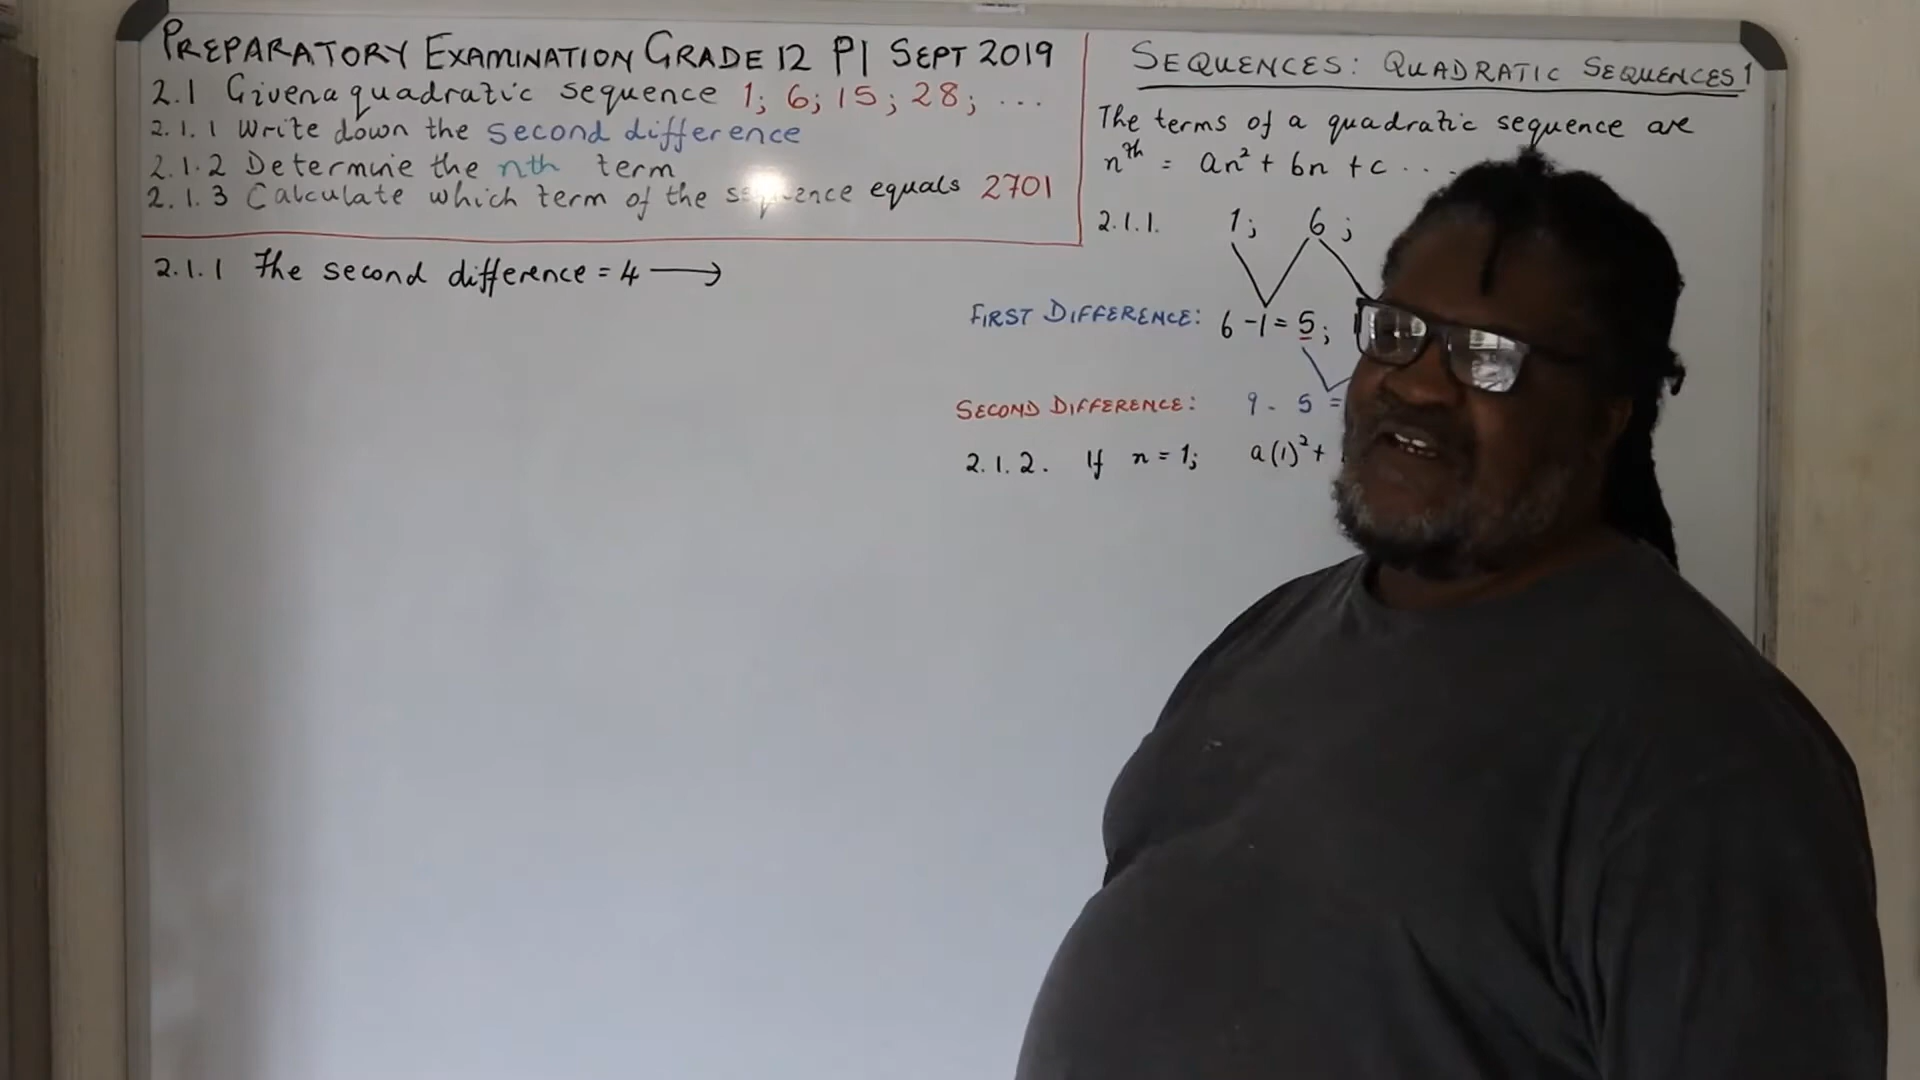 PREPARATORY EXAMINATION GRADE 12 P1 SEPT 2019
2.1 Given a quadratic sequence 1; 6; 15; 28; ...
2.1.1 Write down the second difference
2.1.2 Determine the nth term
2.1.3 Calculate which term of the sequence equals 2701
2.1.1 The second difference = 4 →
SEQUENCES: QUADRATIC SEQUENCES 1
The terms of a quadratic sequence are
n^th = an² + bn + c . . .
2.1.1. 1; 6;
FIRST DIFFERENCE: 6 - 1 = 5;
SECOND DIFFERENCE: 9 - 5 =
2.1.2. If n = 1; a(1)² +